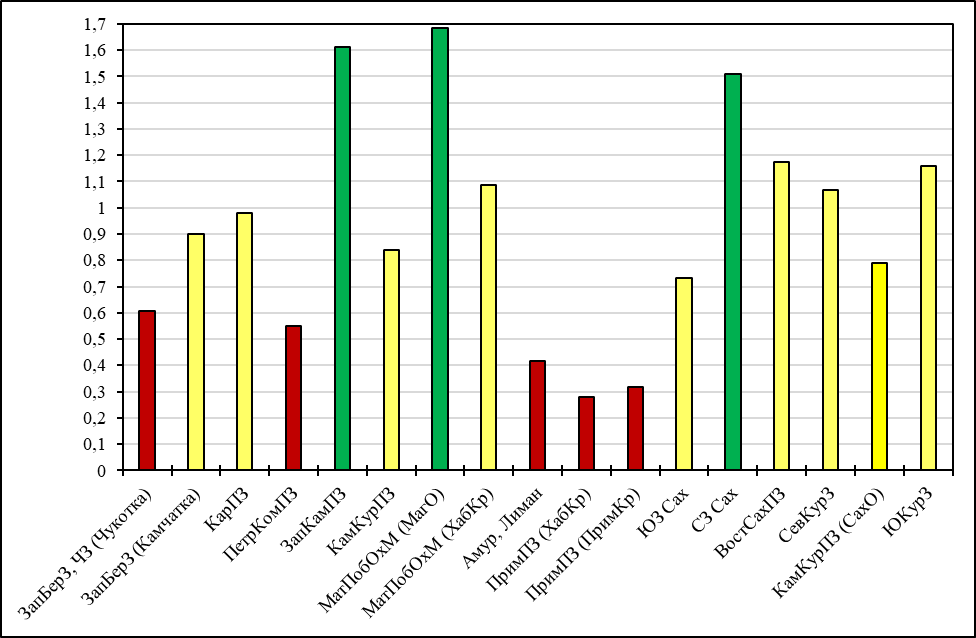 1,7
1,6
1,5
1,4
1,3
1,2
1,1
1
0,9
0,8
0,7
0,6
0,5
0,4
0,3
0,2
0,1
0
ЗапБерЗ, ЧЗ (Чукотка)
ЗапБерЗ (Камчатка)
КарПЗ
ПетрКомПЗ
ЗапКамПЗ
КамКурПЗ
МатПобОхМ (МагО)
МатПобОхМ (ХабКр)
Амур, Лиман
ПримПЗ (ХабКр)
ПримПЗ (ПримКр)
ЮЗ Сах
СЗ Сах
ВостСахПЗ
СевКурЗ
КамКурПЗ (СахО)
ЮКурЗ